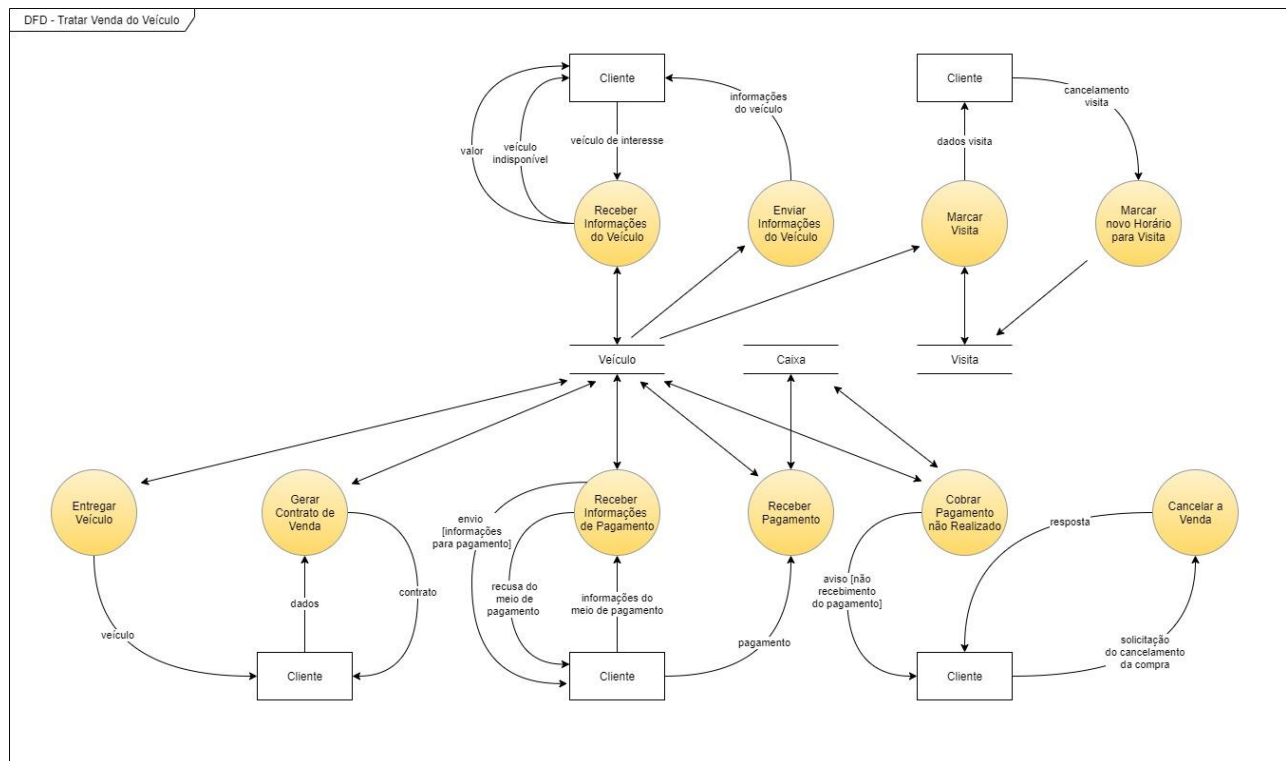 DFD - Tratar Venda do Veículo
Cliente
Cliente
informações
do veículo
cancelamento
visita
valor
veículo
indisponível
veículo de interesse
dados visita
Receber
Informações
do Veículo
Enviar
Informações
do Veículo
Marcar
Visita
Marcar
novo Horário
para Visita
Veículo
Caixa
Visita
Entregar
Veículo
Gerar
Contrato de
Venda
Receber
Informações
de Pagamento
Receber
Pagamento
Cobrar
Pagamento
não Realizado
Cancelar a
Venda
envio
[informações
para pagamento]
resposta
recusa do
meio de
pagamento
informações do
meio de pagamento
aviso [não
recebimento
do pagamento]
dados
contrato
veículo
pagamento
solicitação
do cancelamento
da compra
Cliente
Cliente
Cliente